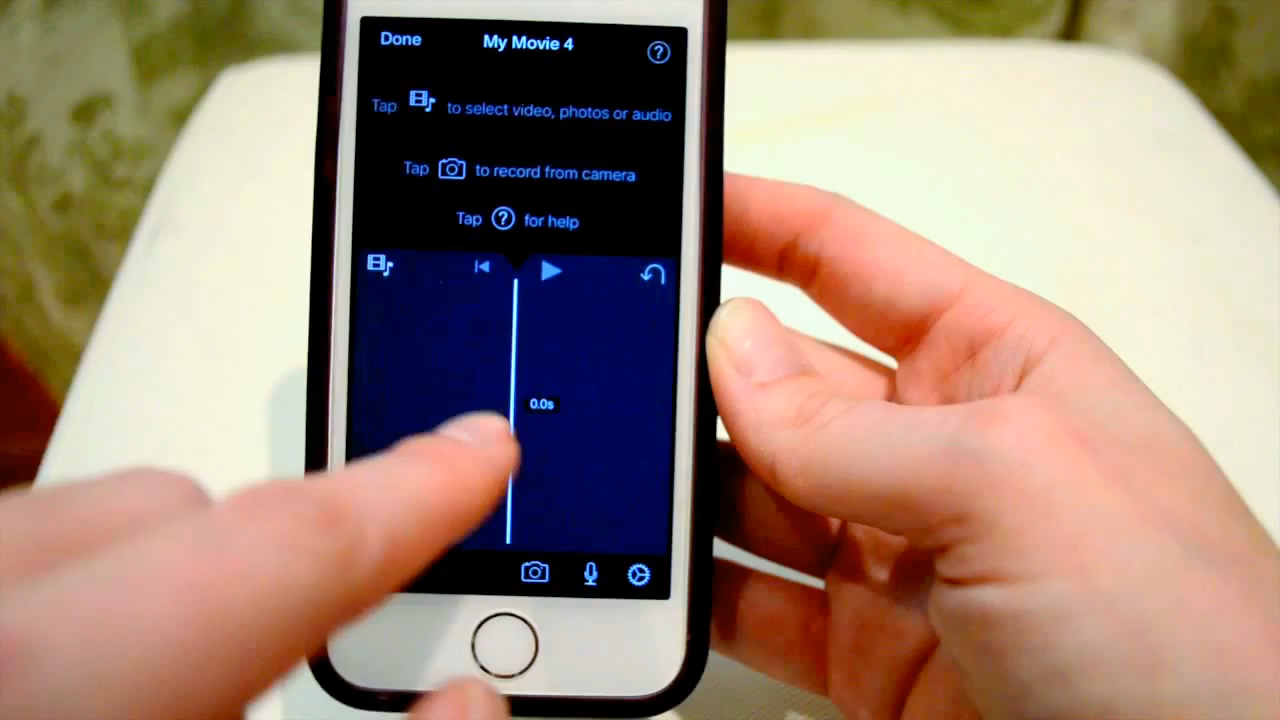 Done My Movie 4 ?
Tap to select video, photos or audio
Tap to record from camera
Tap ? for help
0.0s